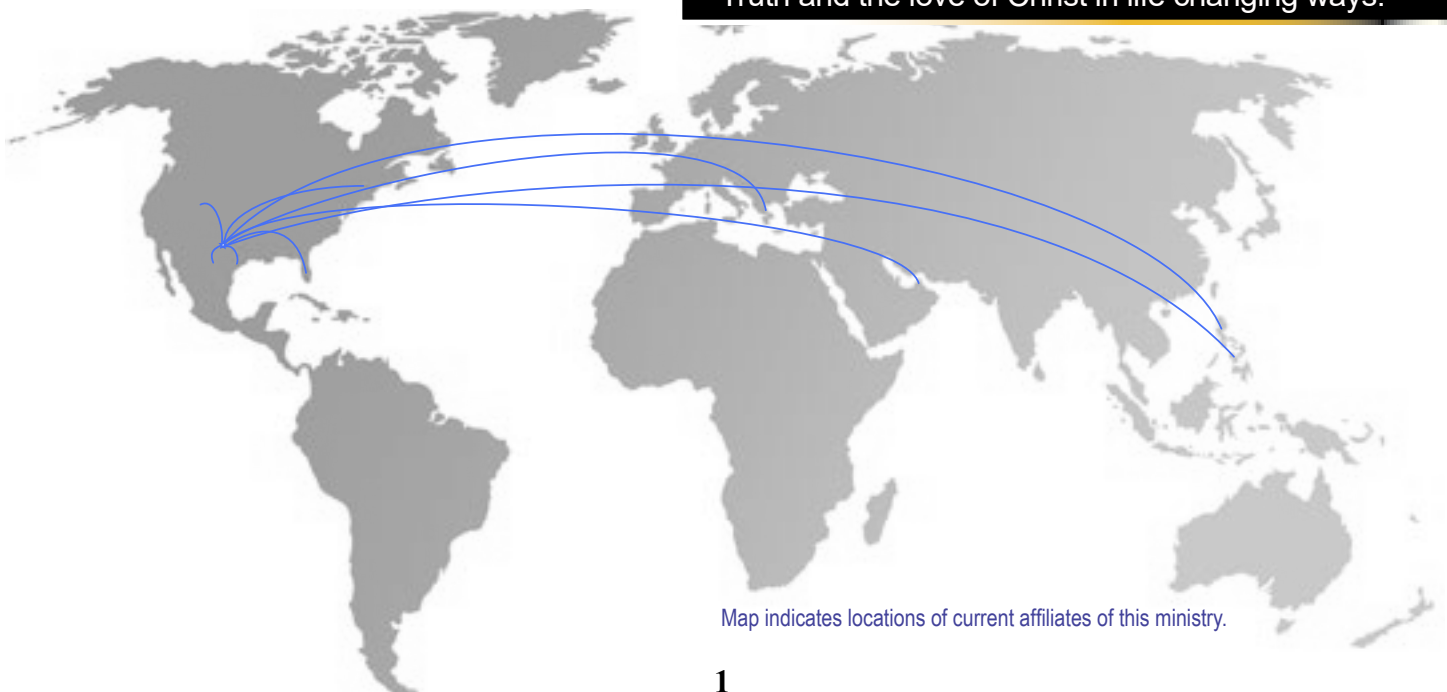 Truth and the love of Christ in life changing ways.
Map indicates locations of current affiliates of this ministry.
1